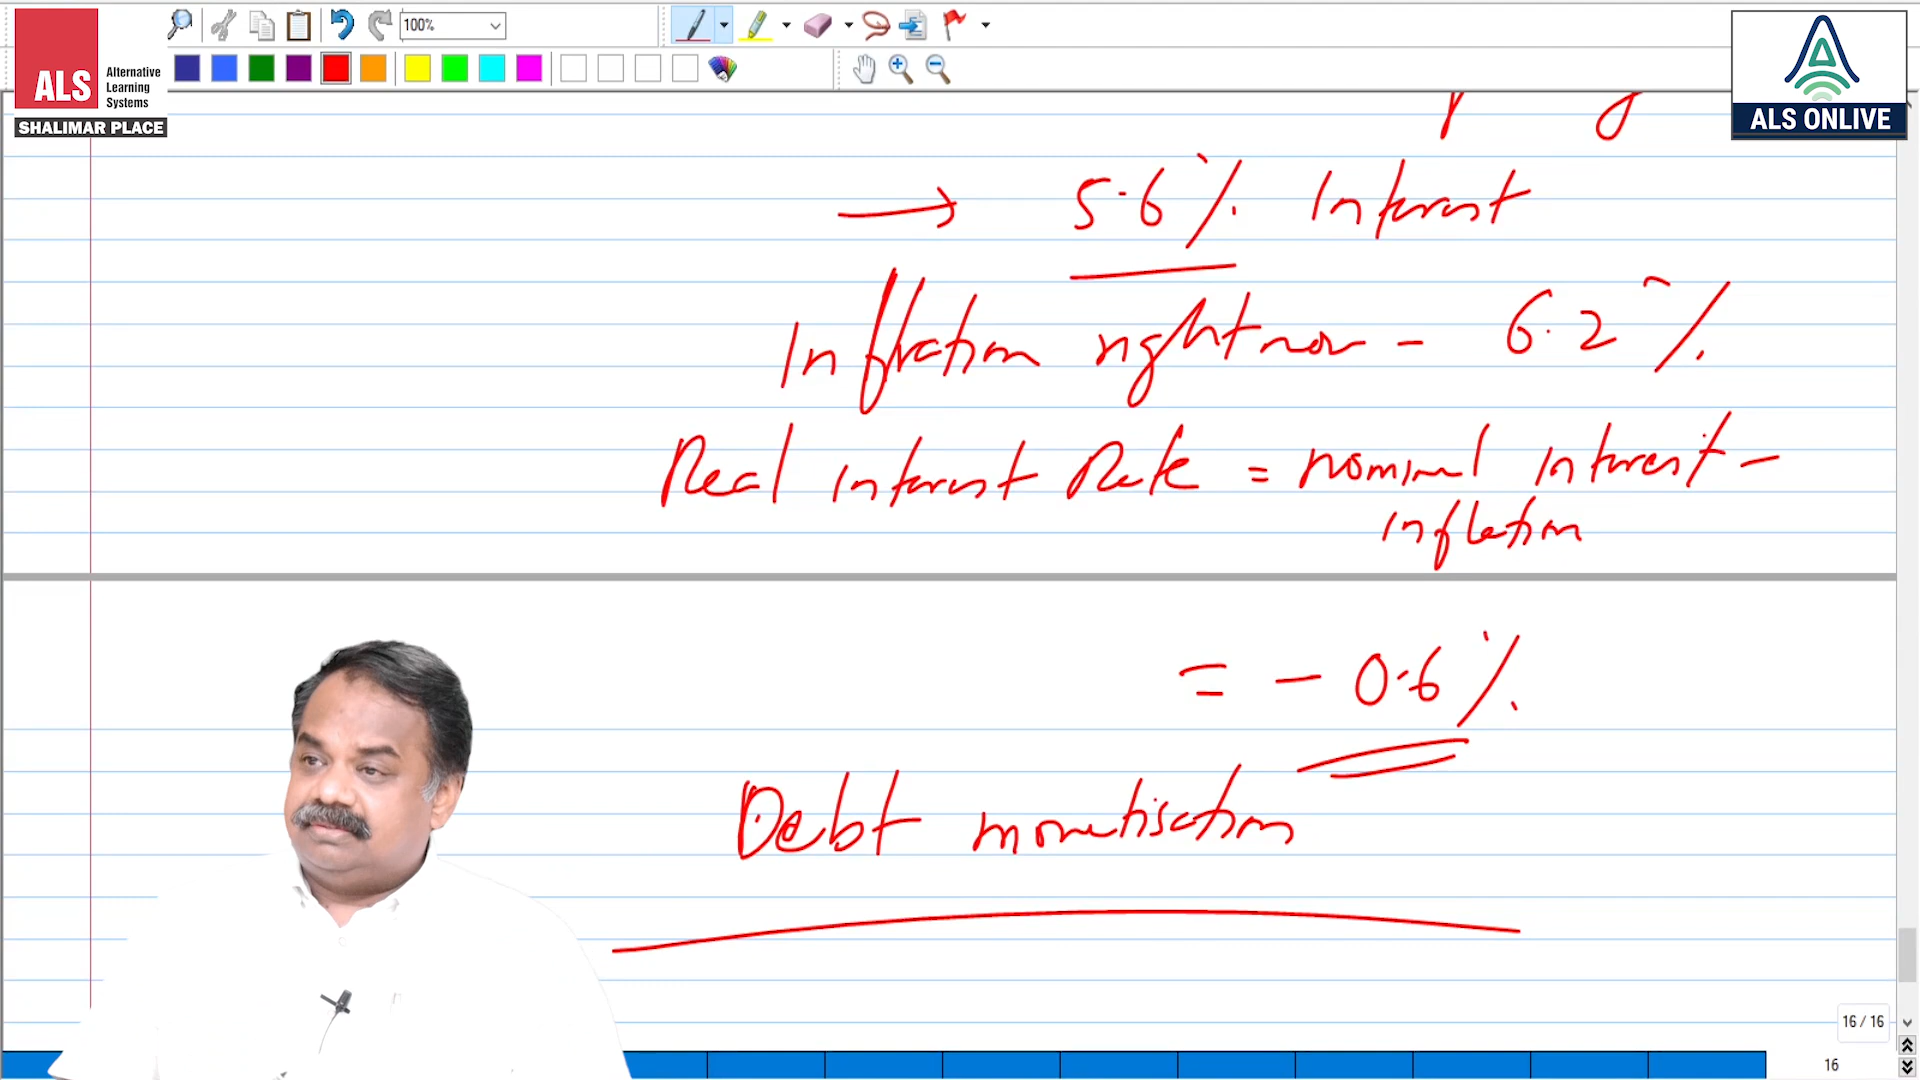 100%
ALS
Alternative
Learning
Systems
SHALIMAR PLACE
ALS ONLIVE
→ 5.6% Interest
Inflation right now - 6.2%
Real interest Rate = nominal interest -
inflation
= - 0.6%
Debt monetisation
16 / 16
16